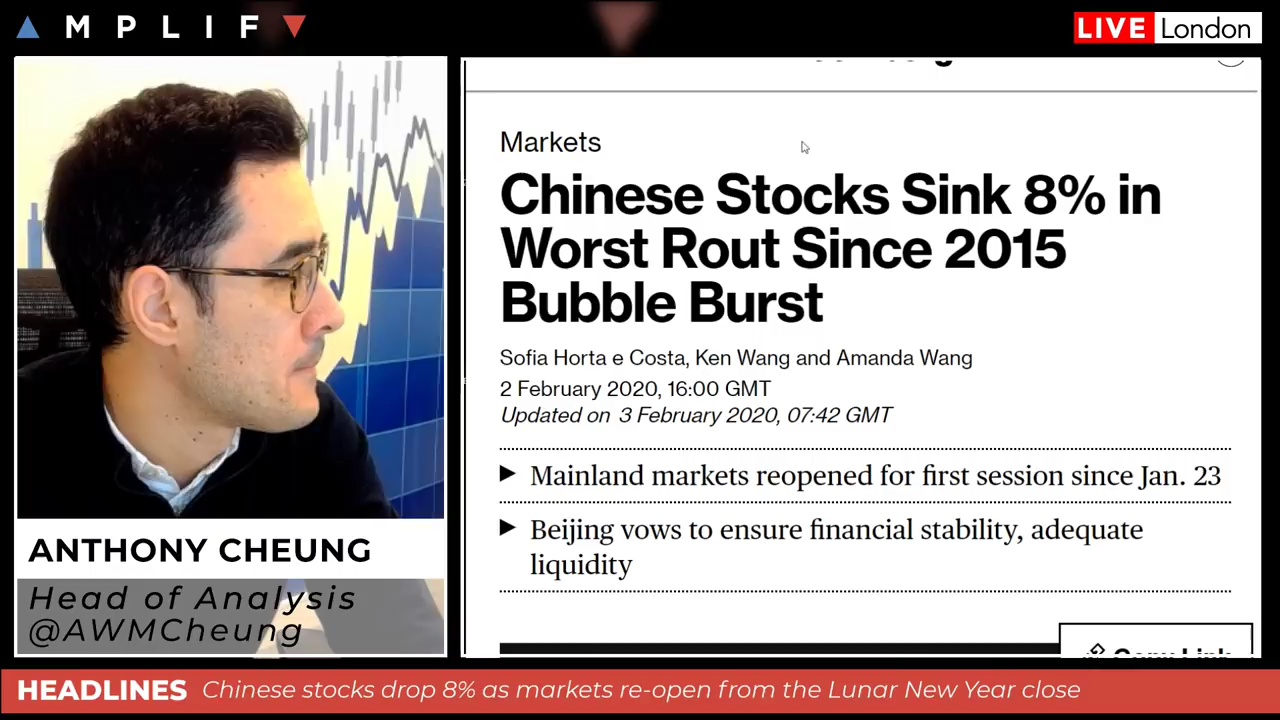 MPLIF
LIVE London
Markets
Chinese Stocks Sink 8% in
Worst Rout Since 2015
Bubble Burst
Sofia Horta e Costa, Ken Wang and Amanda Wang
2 February 2020, 16:00 GMT
Updated on 3 February 2020, 07:42 GMT
Mainland markets reopened for first session since Jan. 23
Beijing vows to ensure financial stability, adequate
liquidity
Copy Link
ANTHONY CHEUNG
Head of Analysis
@AWMCheung
HEADLINES Chinese stocks drop 8% as markets re-open from the Lunar New Year close